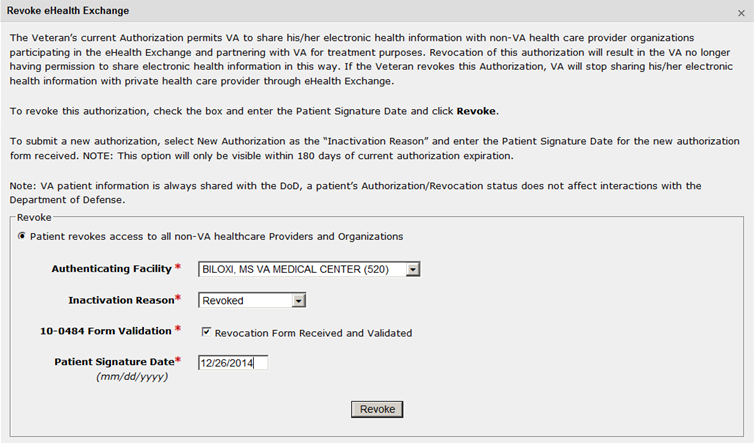 Revoke eHealth Exchange
The Veteran's current Authorization permits VA to share his/her electronic health information with non-VA health care provider organizations
participating in the eHealth Exchange and partnering with VA for treatment purposes. Revocation of this authorization will result in the VA no longer
having permission to share electronic health information in this way. If the Veteran revokes this Authorization, VA will stop sharing his/her electronic
health information with private health care provider through eHealth Exchange.
To revoke this authorization, check the box and enter the Patient Signature Date and click Revoke.
To submit a new authorization, select New Authorization as the "Inactivation Reason" and enter the Patient Signature Date for the new authorization
form received. NOTE: This option will only be visible within 180 days of current authorization expiration.
Note: VA patient information is always shared with the DoD, a patient's Authorization/Revocation status does not affect interactions with the
Department of Defense.
Revoke
Patient revokes access to all non-VA healthcare Providers and Organizations
Authenticating Facility * BILOXI, MS VA MEDICAL CENTER (520)
Inactivation Reason* Revoked
10-0484 Form Validation * Revocation Form Received and Validated
Patient Signature Date* 12/26/2014
(mm/dd/yyyy)
Revoke